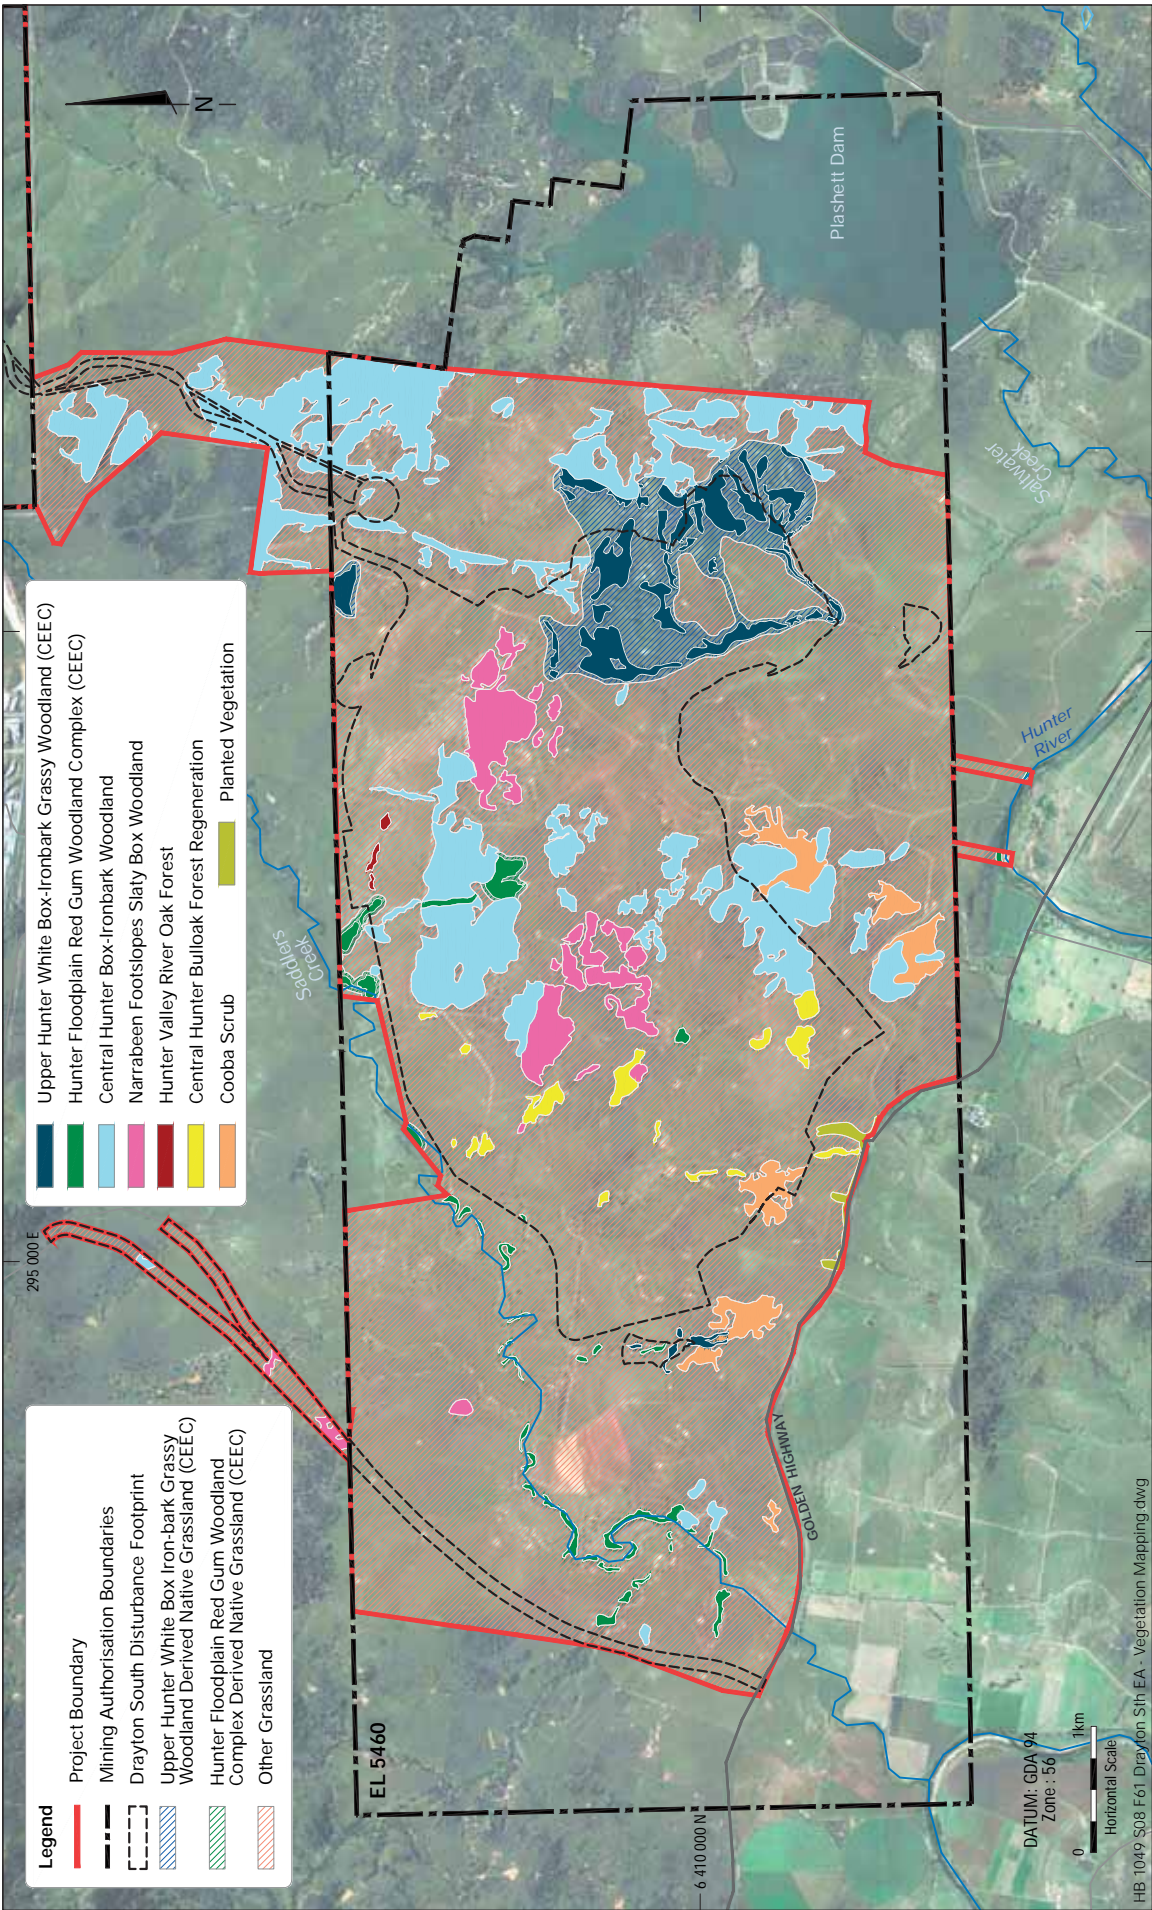 Legend
Project Boundary
Mining Authorisation Boundaries
Drayton South Disturbance Footprint
Upper Hunter White Box Iron-bark Grassy
Woodland Derived Native Grassland (CEEC)
Hunter Floodplain Red Gum Woodland
Complex Derived Native Grassland (CEEC)
Other Grassland
Upper Hunter White Box-Ironbark Grassy Woodland (CEEC)
Hunter Floodplain Red Gum Woodland Complex (CEEC)
Central Hunter Box-Ironbark Woodland
Narrabeen Footslopes Slaty Box Woodland
Hunter Valley River Oak Forest
Central Hunter Bulloak Forest Regeneration
Cooba Scrub
Planted Vegetation
295 000 E
N
Saddlers
Creek
Plashett Dam
Saltwater
Creek
Hunter
River
GOLDEN HIGHWAY
EL 5460
6 410 000 N
DATUM: GDA 94
Zone : 56
0
1km
Horizontal Scale
HB 1049 S08 F61 Drayton Sth EA - Vegetation Mapping.dwg